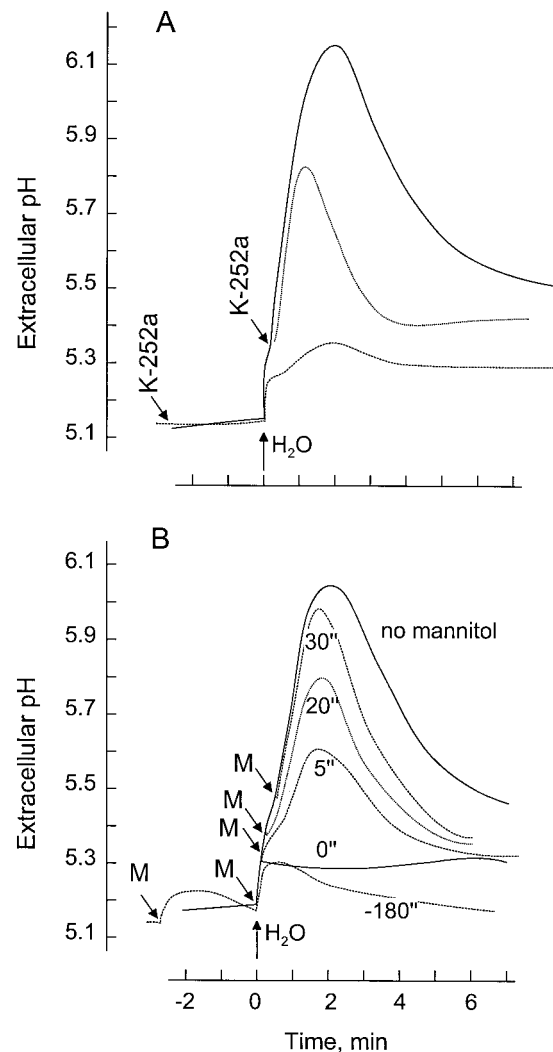 A
6.1
5.9
5.7
5.5
5.3
5.1
Extracellular pH
K-252a
K-252a
H₂O
B
6.1
5.9
5.7
5.5
5.3
5.1
Extracellular pH
no mannitol
30"
20"
5"
0"
-180"
M
M
M
M
M
H₂O
-2 0 2 4 6
Time, min